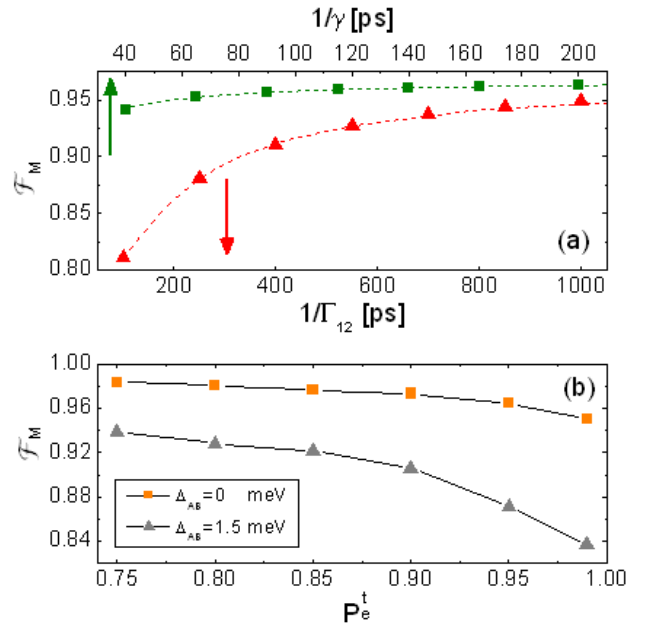 1/γ [ps]
40 60 80 100 120 140 160 180 200
0.95
0.90
0.85
0.80
ℱ_M
(a)
200 400 600 800 1000
1/Γ_12 [ps]
1.00
0.96
0.92
0.88
0.84
ℱ_M
(b)
Δ_AB=0 meV
Δ_AB=1.5 meV
0.75 0.80 0.85 0.90 0.95 1.00
P_e^t